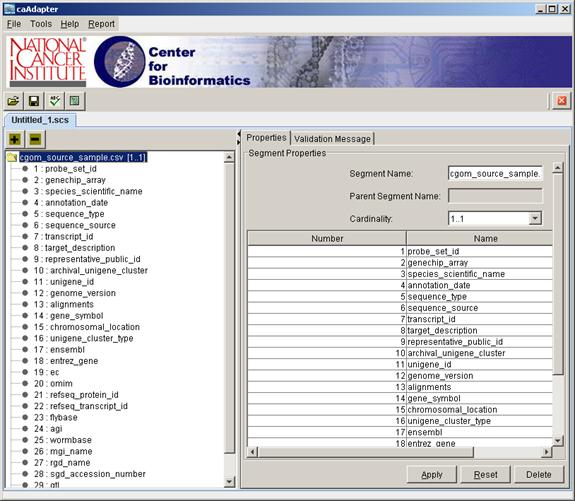 caAdapter
File Tools Help Report
NATIONAL
CANCER
INSTITUTE
Center
for
Bioinformatics
Untitled_1.scs
cgom_source_sample.csv [1..1]
1 : probe_set_id
2 : genechip_array
3 : species_scientific_name
4 : annotation_date
5 : sequence_type
6 : sequence_source
7 : transcript_id
8 : target_description
9 : representative_public_id
10 : archival_unigene_cluster
11 : unigene_id
12 : genome_version
13 : alignments
14 : gene_symbol
15 : chromosomal_location
16 : unigene_cluster_type
17 : ensembl
18 : entrez_gene
19 : ec
20 : omim
21 : refseq_protein_id
22 : refseq_transcript_id
23 : flybase
24 : agi
25 : wormbase
26 : mgi_name
27 : rgd_name
28 : sgd_accession_number
Properties Validation Message
Segment Properties
Segment Name: cgom_source_sample.
Parent Segment Name:
Cardinality: 1..1
Number Name
1 probe_set_id
2 genechip_array
3 species_scientific_name
4 annotation_date
5 sequence_type
6 sequence_source
7 transcript_id
8 target_description
9 representative_public_id
10 archival_unigene_cluster
11 unigene_id
12 genome_version
13 alignments
14 gene_symbol
15 chromosomal_location
16 unigene_cluster_type
17 ensembl
18 entrez_gene
Apply Reset Delete